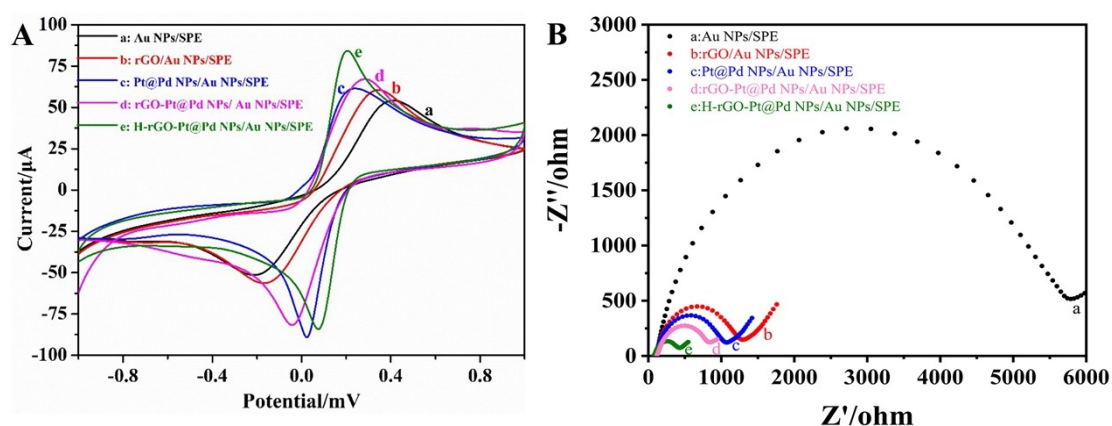 A
a: Au NPs/SPE
b: rGO/Au NPs/SPE
c: Pt@Pd NPs/Au NPs/SPE
d: rGO-Pt@Pd NPs/ Au NPs/SPE
e: H-rGO-Pt@Pd NPs/Au NPs/SPE
e
d
c
b
a
100
75
50
25
0
-25
-50
-75
-100
Current/μA
-0.8
-0.4
0.0
0.4
0.8
Potential/mV
B
a:Au NPs/SPE
b:rGO/Au NPs/SPE
c:Pt@Pd NPs/Au NPs/SPE
d:rGO-Pt@Pd NPs/Au NPs/SPE
e:H-rGO-Pt@Pd NPs/Au NPs/SPE
3000
2500
2000
1500
1000
500
0
-Z''/ohm
a
b
c
d
e
0
1000
2000
3000
4000
5000
6000
Z'/ohm